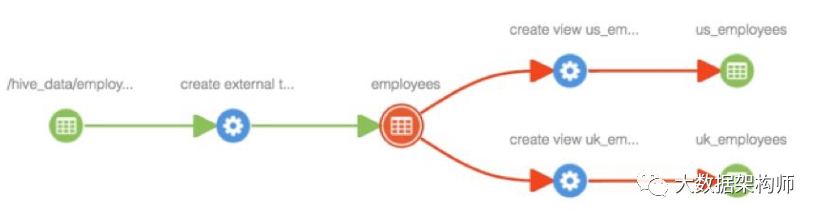 /hive_data/employ...
create external t...
employees
create view us_em...
us_employees
create view uk_em...
uk_employees
大数据架构师